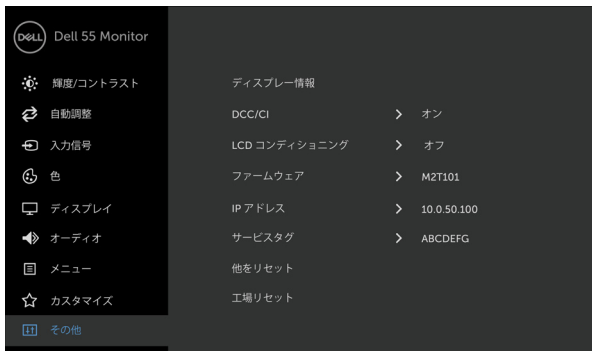 DELL Dell 55 Monitor
輝度/コントラスト
自動調整
入力信号
色
ディスプレイ
オーディオ
メニュー
カスタマイズ
その他
ディスプレー情報
DCC/CI > オン
LCD コンディショニング > オフ
ファームウェア > M2T101
IP アドレス > 10.0.50.100
サービスタグ > ABCDEFG
他をリセット
工場リセット